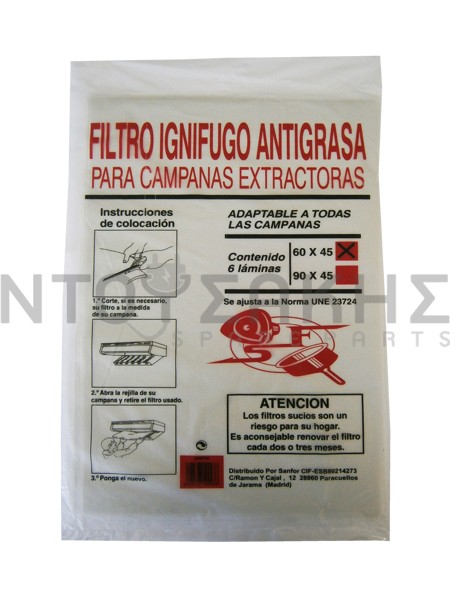 FILTRO IGNIFUGO ANTIGRASA
PARA CAMPANAS EXTRACTORAS
Instrucciones
de colocación
1.º Corte, si es necesario,
su filtro a la medida
de su campana.
2.º Abra la rejilla de su
campana y retire el filtro usado.
3.º Ponga el nuevo.
ADAPTABLE A TODAS
LAS CAMPANAS
Contenido
6 láminas
60 X 45
90 X 45
Se ajusta a la Norma UNE 23724
ATENCION
Los filtros sucios son un
riesgo para su hogar.
Es aconsejable renovar el filtro
cada dos o tres meses.
Distribuido Por Sanfor CIF-ESB80214273
C/Ramon Y Cajal , 12 28860 Paracuellos
de Jarama (Madrid)
ΝΤΟΥΣΑΚΗΣ
SPARE PARTS